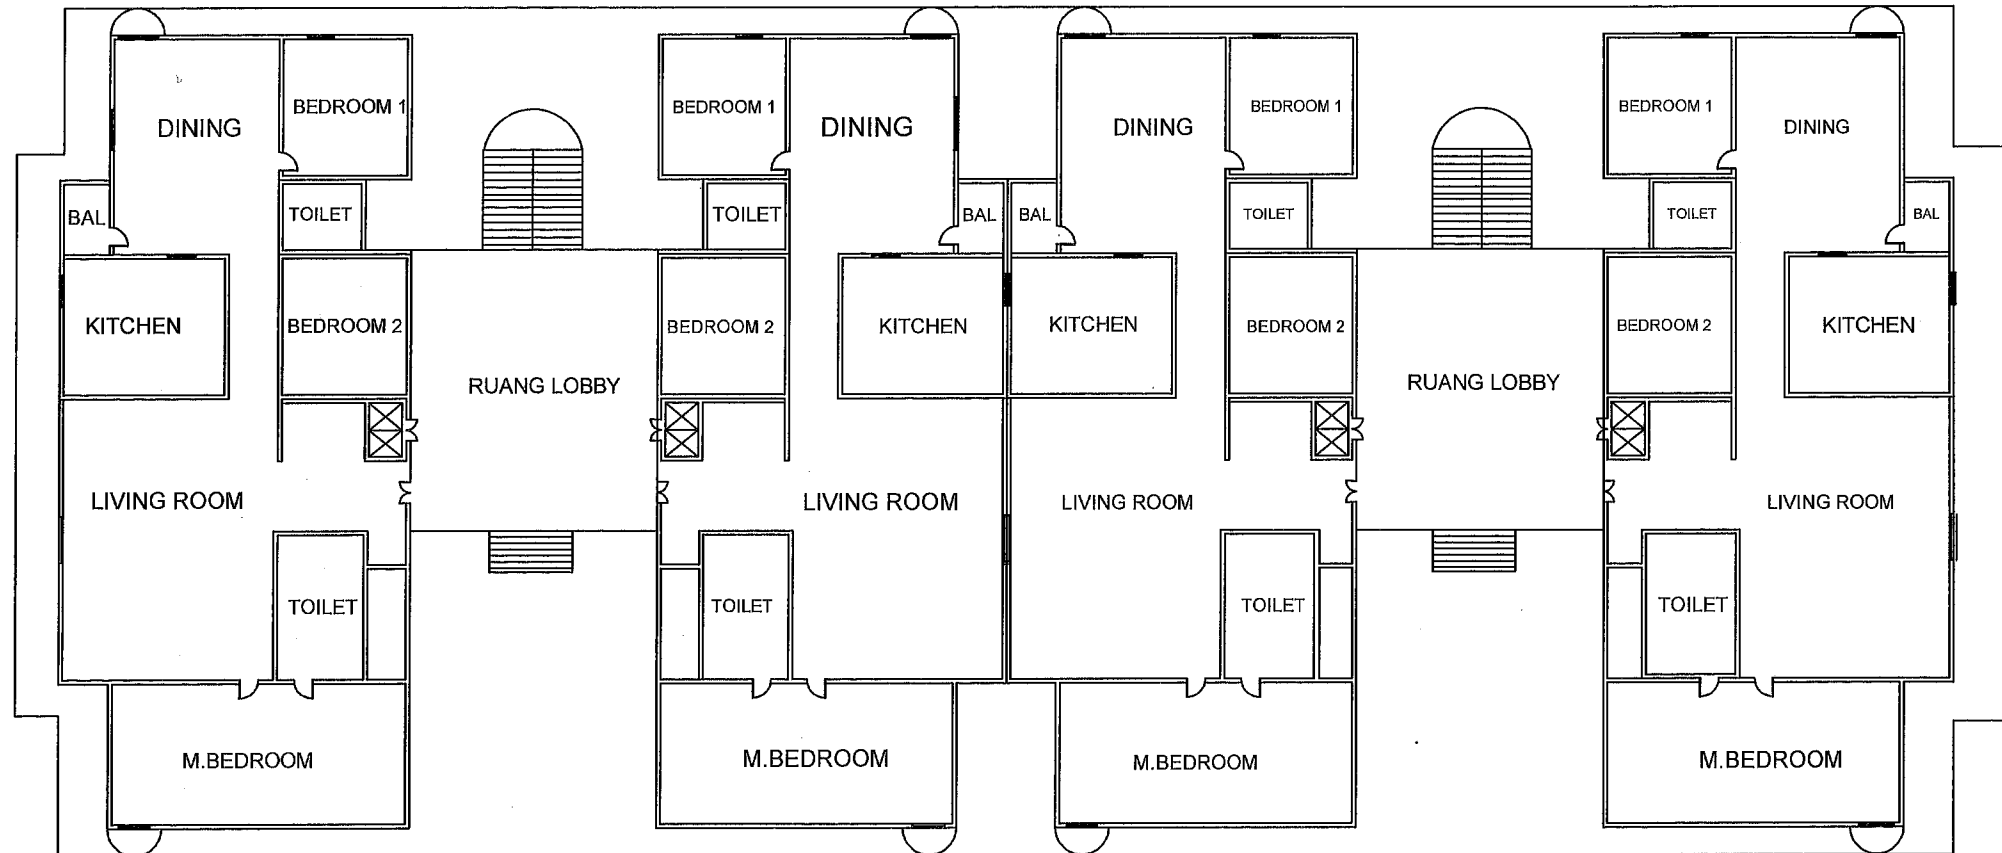 DINING
BEDROOM 1
BEDROOM 1
DINING
DINING
BEDROOM 1
BEDROOM 1
DINING
BAL
TOILET
TOILET
BAL
BAL
TOILET
TOILET
BAL
KITCHEN
BEDROOM 2
BEDROOM 2
KITCHEN
KITCHEN
BEDROOM 2
BEDROOM 2
KITCHEN
RUANG LOBBY
RUANG LOBBY
LIVING ROOM
LIVING ROOM
LIVING ROOM
LIVING ROOM
TOILET
TOILET
TOILET
TOILET
M.BEDROOM
M.BEDROOM
M.BEDROOM
M.BEDROOM